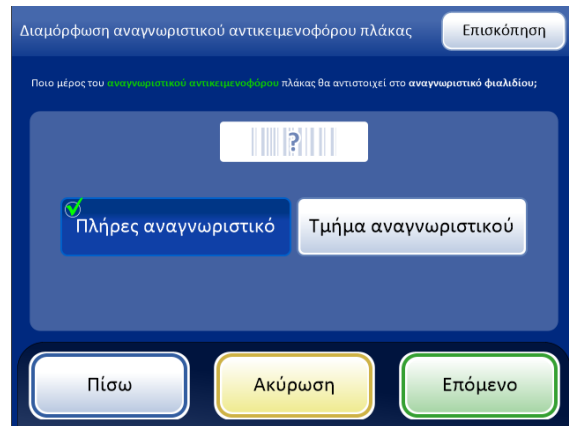 Διαμόρφωση αναγνωριστικού αντικειμενοφόρου πλάκας
Επισκόπηση
Ποιο μέρος του αναγνωριστικού αντικειμενοφόρου πλάκας θα αντιστοιχεί στο αναγνωριστικό φιαλιδίου;
?
Πλήρες αναγνωριστικό
Τμήμα αναγνωριστικού
Πίσω
Ακύρωση
Επόμενο